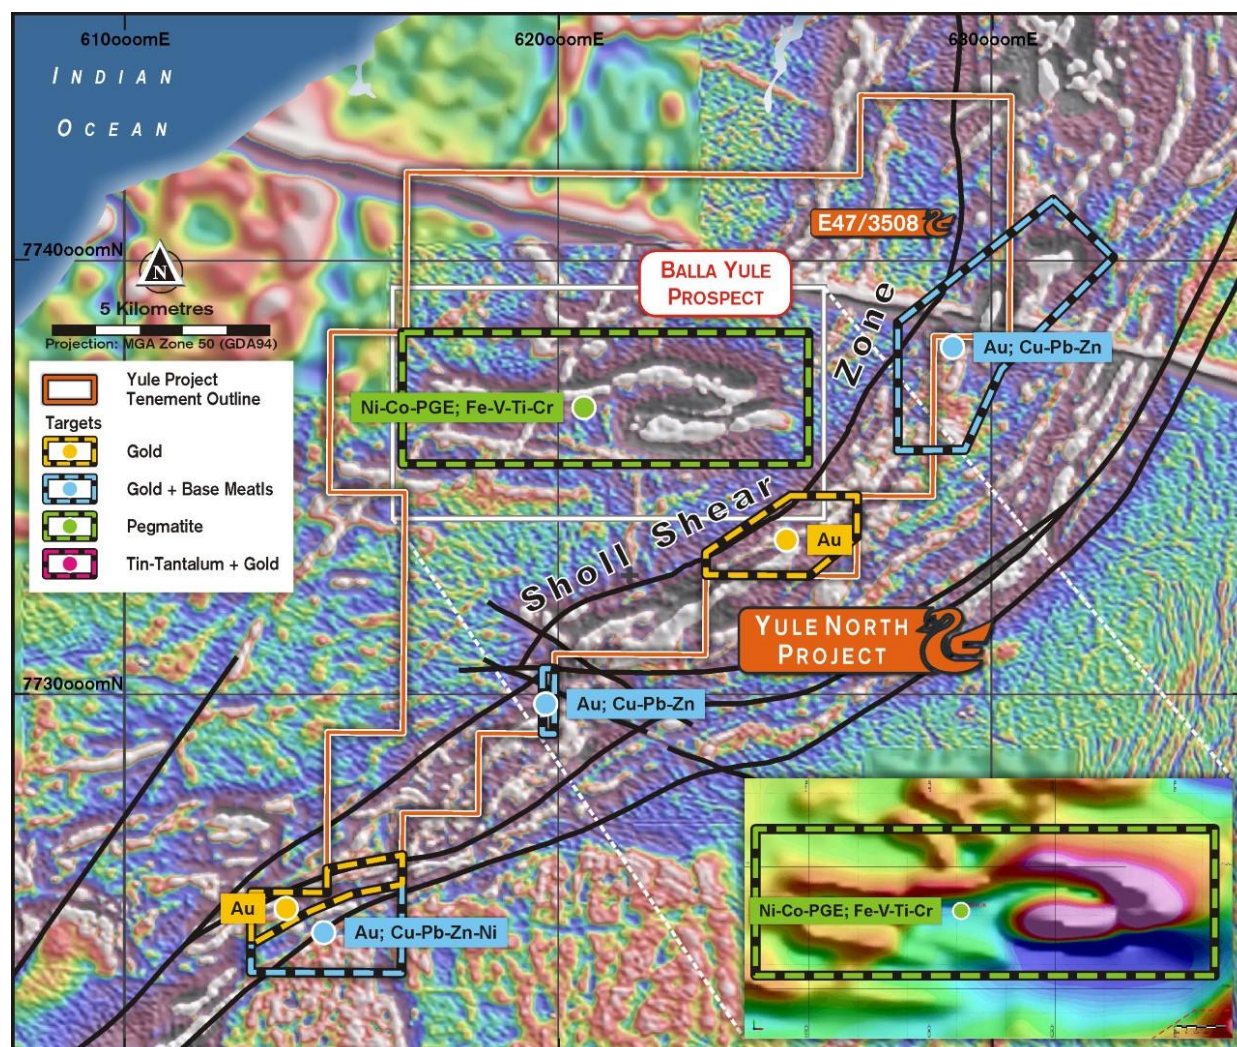 610000mE
620000mE
680000mE
INDIAN
OCEAN
E47/3508
7740000mN
N
5 Kilometres
Projection: MGA Zone 50 (GDA94)
BALLA YULE
PROSPECT
Zone
Au; Cu-Pb-Zn
Yule Project
Tenement Outline
Targets
Gold
Gold + Base Meatls
Pegmatite
Tin-Tantalum + Gold
Ni-Co-PGE; Fe-V-Ti-Cr
Sholl Shear
Au
YULE NORTH
PROJECT
7730000mN
Au; Cu-Pb-Zn
Au
Au; Cu-Pb-Zn-Ni
Ni-Co-PGE; Fe-V-Ti-Cr